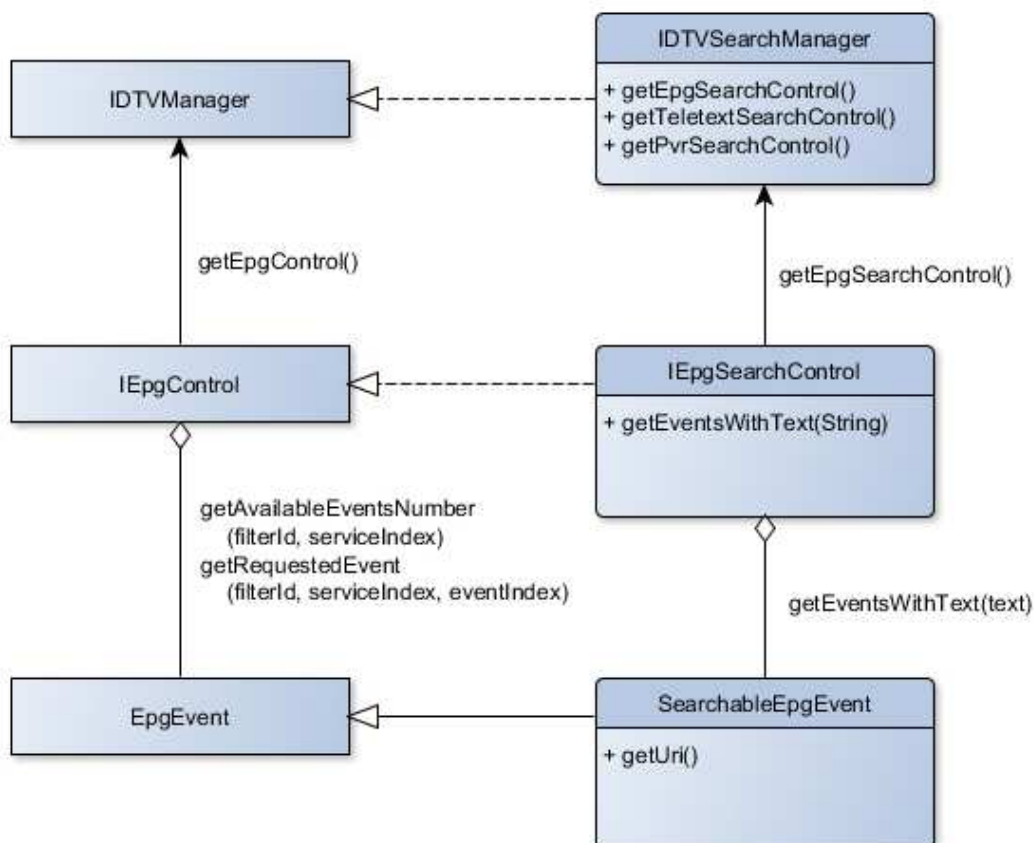 IDTVManager
IDTVSearchManager
+ getEpgSearchControl()
+ getTeletextSearchControl()
+ getPvrSearchControl()
getEpgControl()
getEpgSearchControl()
IEpgControl
IEpgSearchControl
+ getEventsWithText(String)
getAvailableEventsNumber
(filterId, serviceIndex)
getRequestedEvent
(filterId, serviceIndex, eventIndex)
getEventsWithText(text)
EpgEvent
SearchableEpgEvent
+ getUri()